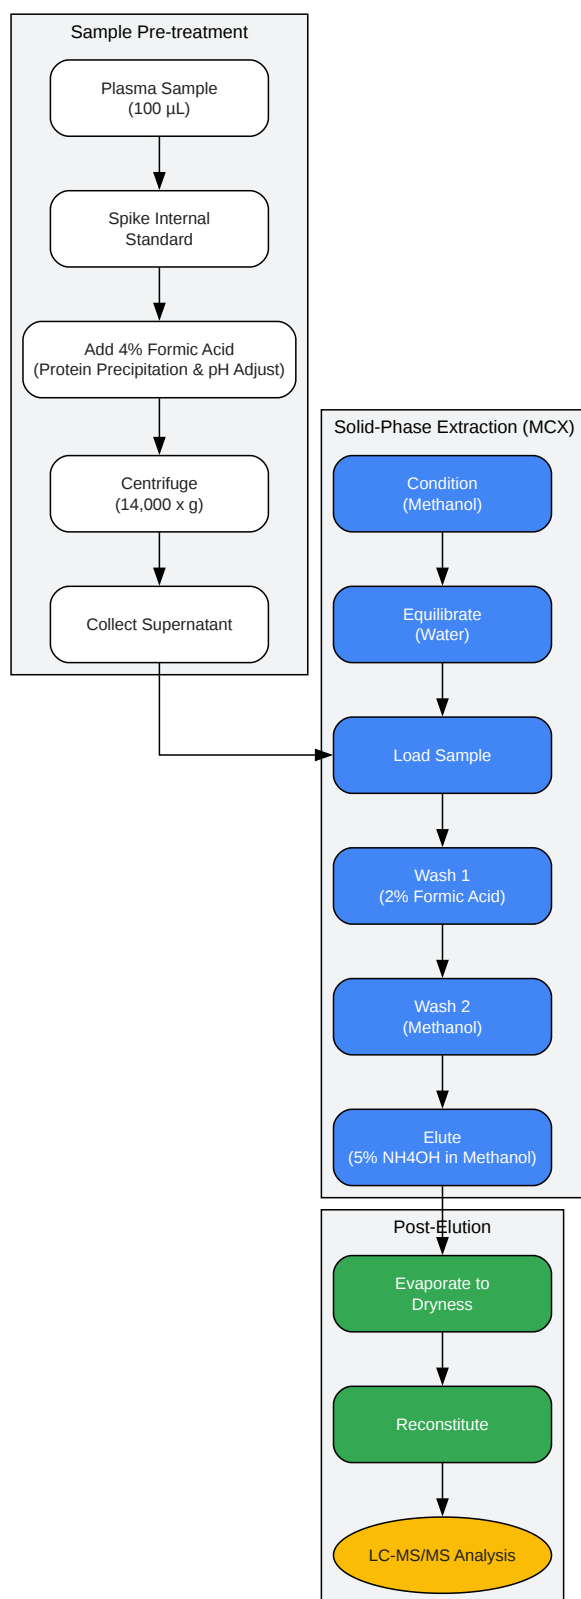 Sample Pre-treatment
Plasma Sample
(100 µL)
Spike Internal
Standard
Add 4% Formic Acid
(Protein Precipitation & pH Adjust)
Centrifuge
(14,000 x g)
Collect Supernatant
Solid-Phase Extraction (MCX)
Condition
(Methanol)
Equilibrate
(Water)
Load Sample
Wash 1
(2% Formic Acid)
Wash 2
(Methanol)
Elute
(5% NH4OH in Methanol)
Post-Elution
Evaporate to
Dryness
Reconstitute
LC-MS/MS Analysis